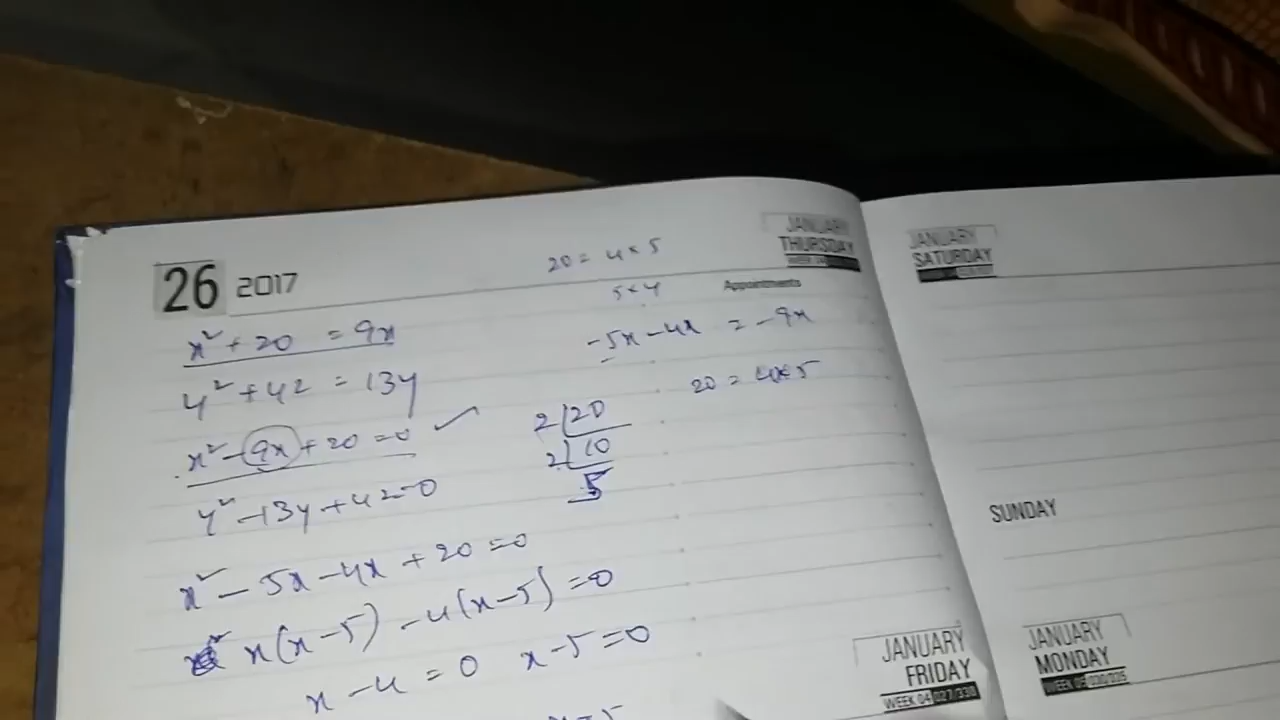 26 2017
JANUARY
THURSDAY
Appointments
20 = 4 × 5
5 × 4
-5x - 4x = -9x
20 = 4 × 5
x² + 20 = 9x
y² + 42 = 13y
x² - 9x + 20 = 0 ✓
y² - 13y + 42 = 0
2 | 20
2 | 10
5
x² - 5x - 4x + 20 = 0
x(x - 5) - 4(x - 5) = 0
x - 4 = 0 x - 5 = 0
JANUARY
FRIDAY
WEEK 04
JANUARY
SATURDAY
SUNDAY
JANUARY
MONDAY